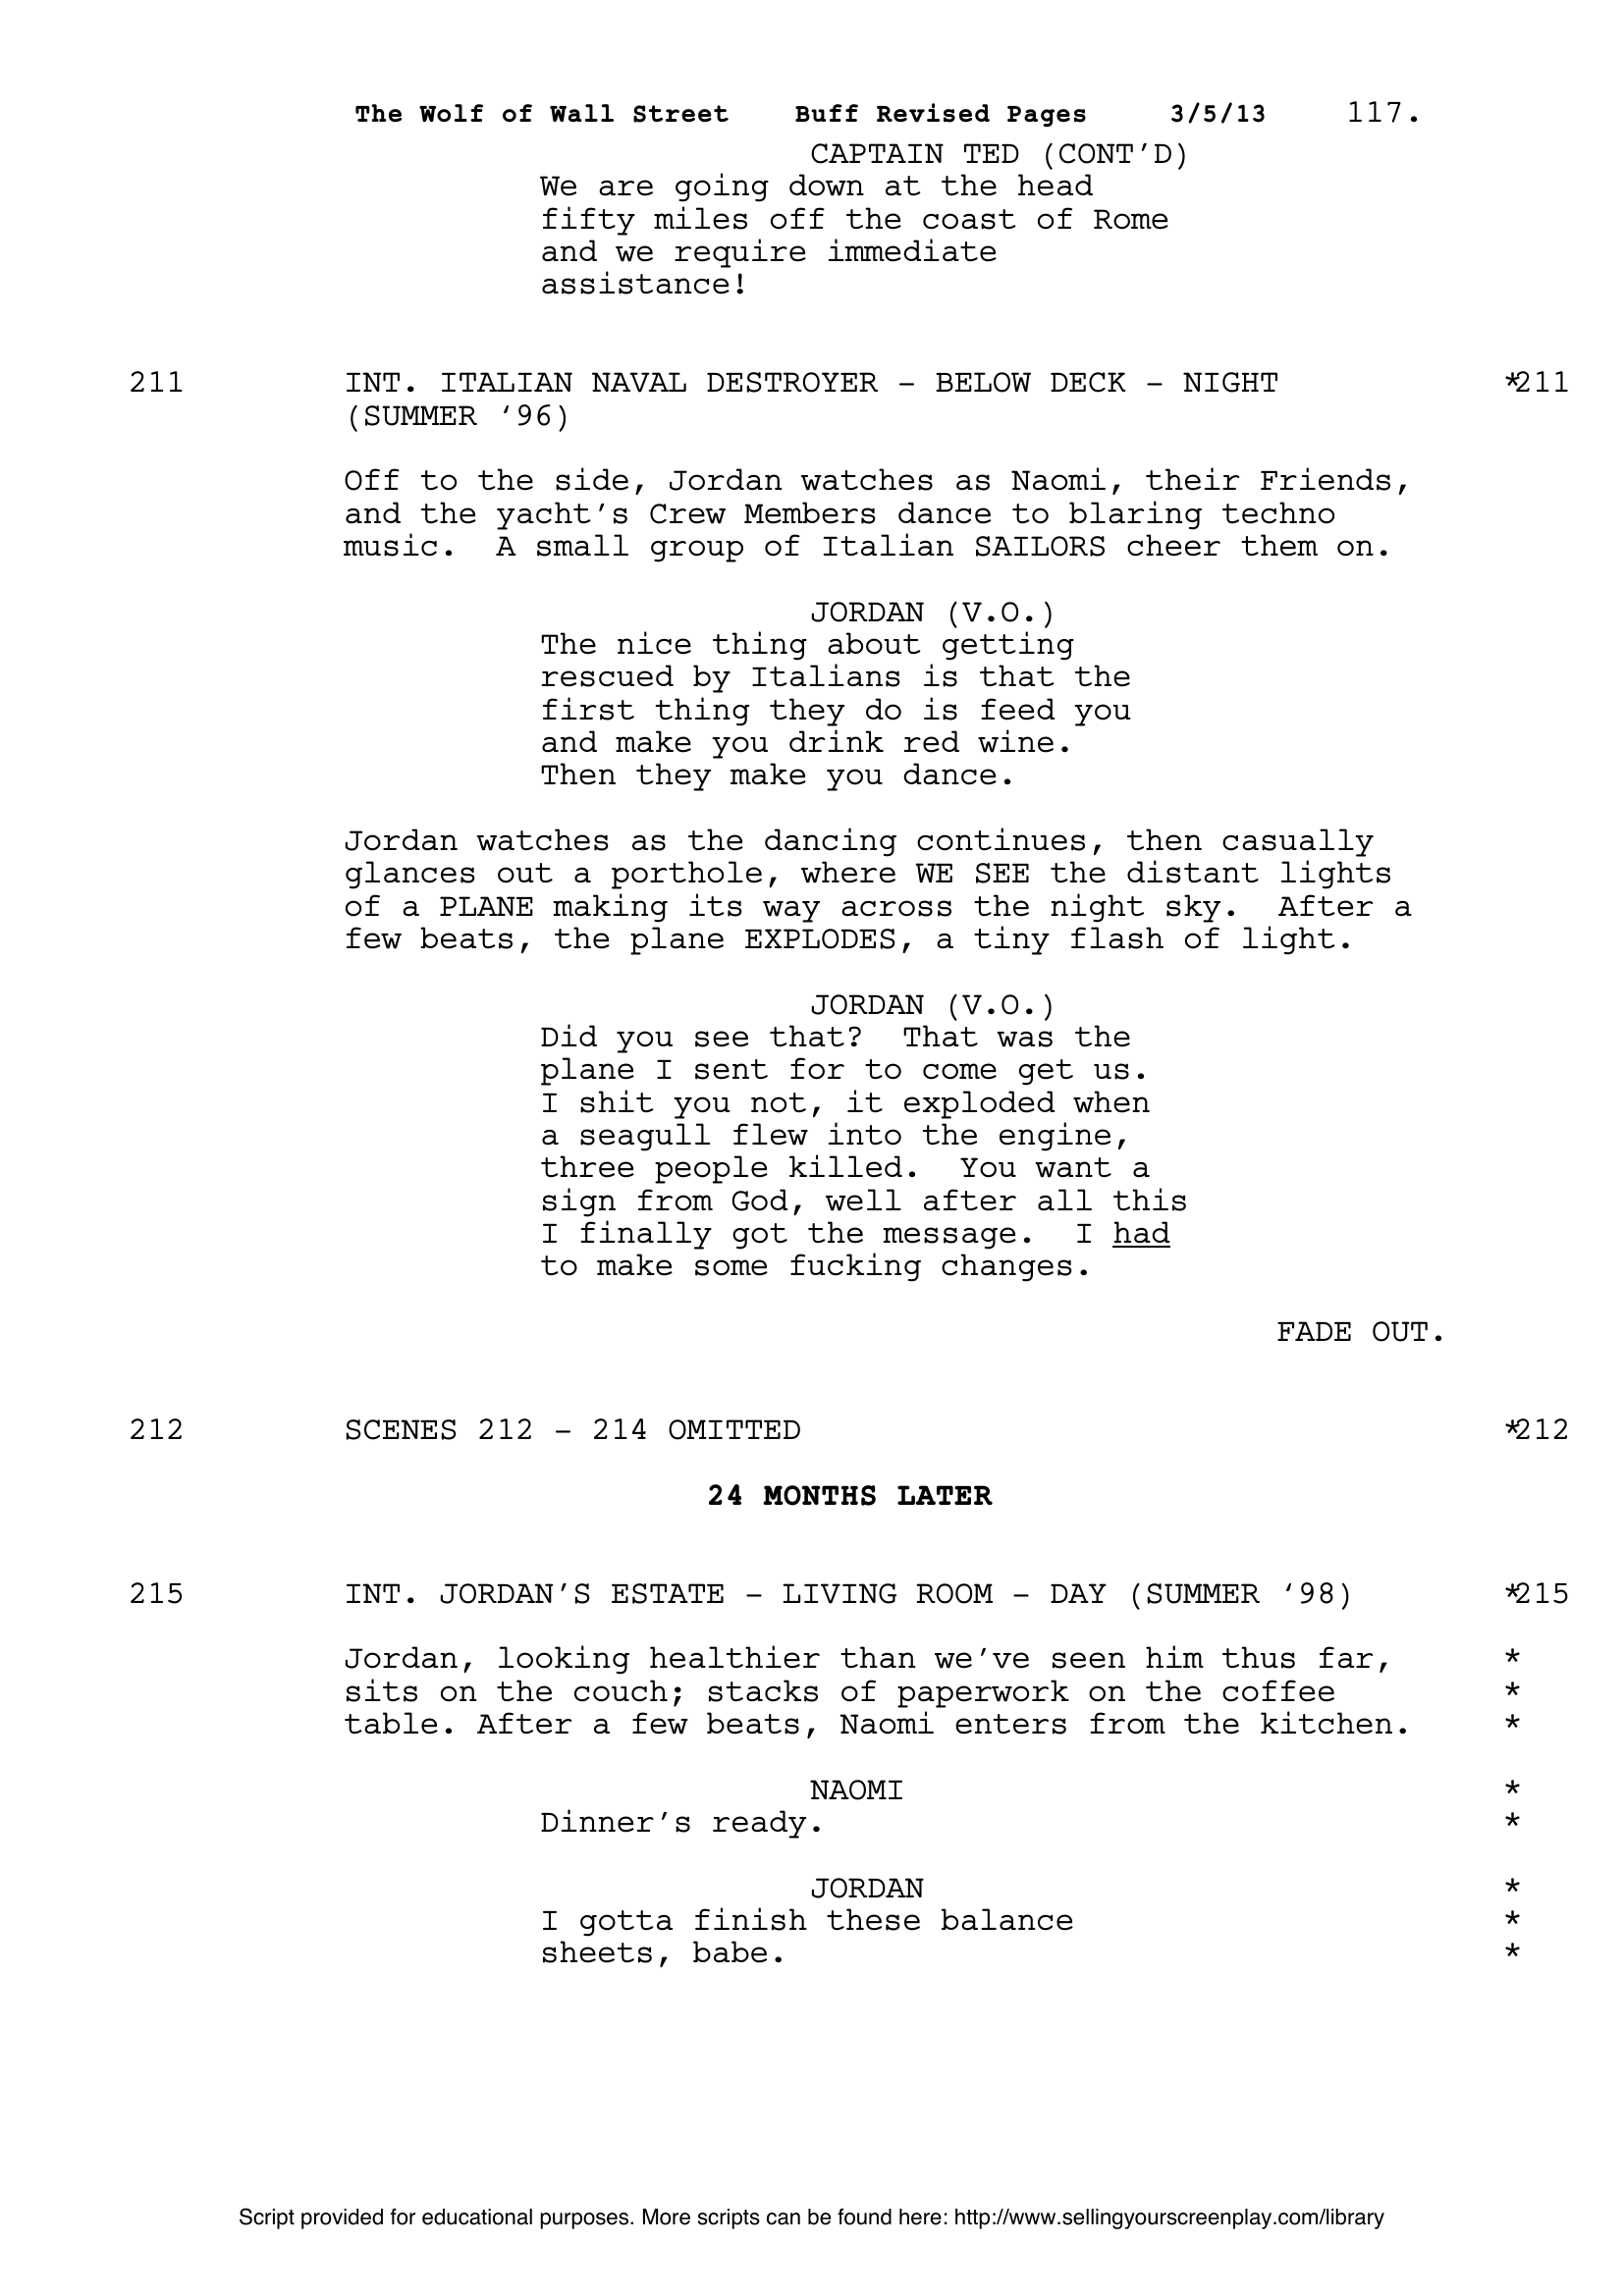 The Wolf of Wall Street    Buff Revised Pages    3/5/13    117.
CAPTAIN TED (CONT’D)
We are going down at the head
fifty miles off the coast of Rome
and we require immediate
assistance!
211 INT. ITALIAN NAVAL DESTROYER – BELOW DECK – NIGHT *211
(SUMMER ‘96)
Off to the side, Jordan watches as Naomi, their Friends,
and the yacht’s Crew Members dance to blaring techno
music.  A small group of Italian SAILORS cheer them on.
JORDAN (V.O.)
The nice thing about getting
rescued by Italians is that the
first thing they do is feed you
and make you drink red wine.
Then they make you dance.
Jordan watches as the dancing continues, then casually
glances out a porthole, where WE SEE the distant lights
of a PLANE making its way across the night sky.  After a
few beats, the plane EXPLODES, a tiny flash of light.
JORDAN (V.O.)
Did you see that?  That was the
plane I sent for to come get us.
I shit you not, it exploded when
a seagull flew into the engine,
three people killed.  You want a
sign from God, well after all this
I finally got the message.  I had
to make some fucking changes.
FADE OUT.
212 SCENES 212 – 214 OMITTED *212
24 MONTHS LATER
215 INT. JORDAN’S ESTATE – LIVING ROOM – DAY (SUMMER ‘98) *215
Jordan, looking healthier than we’ve seen him thus far, *
sits on the couch; stacks of paperwork on the coffee *
table. After a few beats, Naomi enters from the kitchen. *
NAOMI *
Dinner’s ready. *
JORDAN *
I gotta finish these balance *
sheets, babe. *
Script provided for educational purposes. More scripts can be found here: http://www.sellingyourscreenplay.com/library